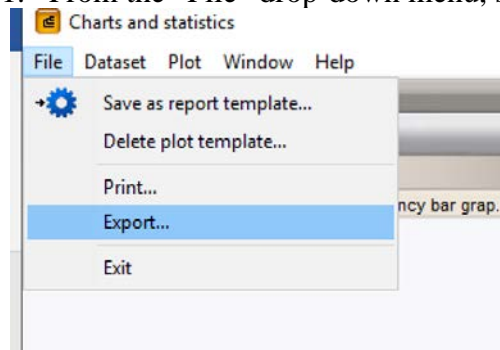 1. From the "File" drop-down menu, s
Charts and statistics
File Dataset Plot Window Help
Save as report template...
Delete plot template...
Print...
ncy bar grap.
Export...
Exit